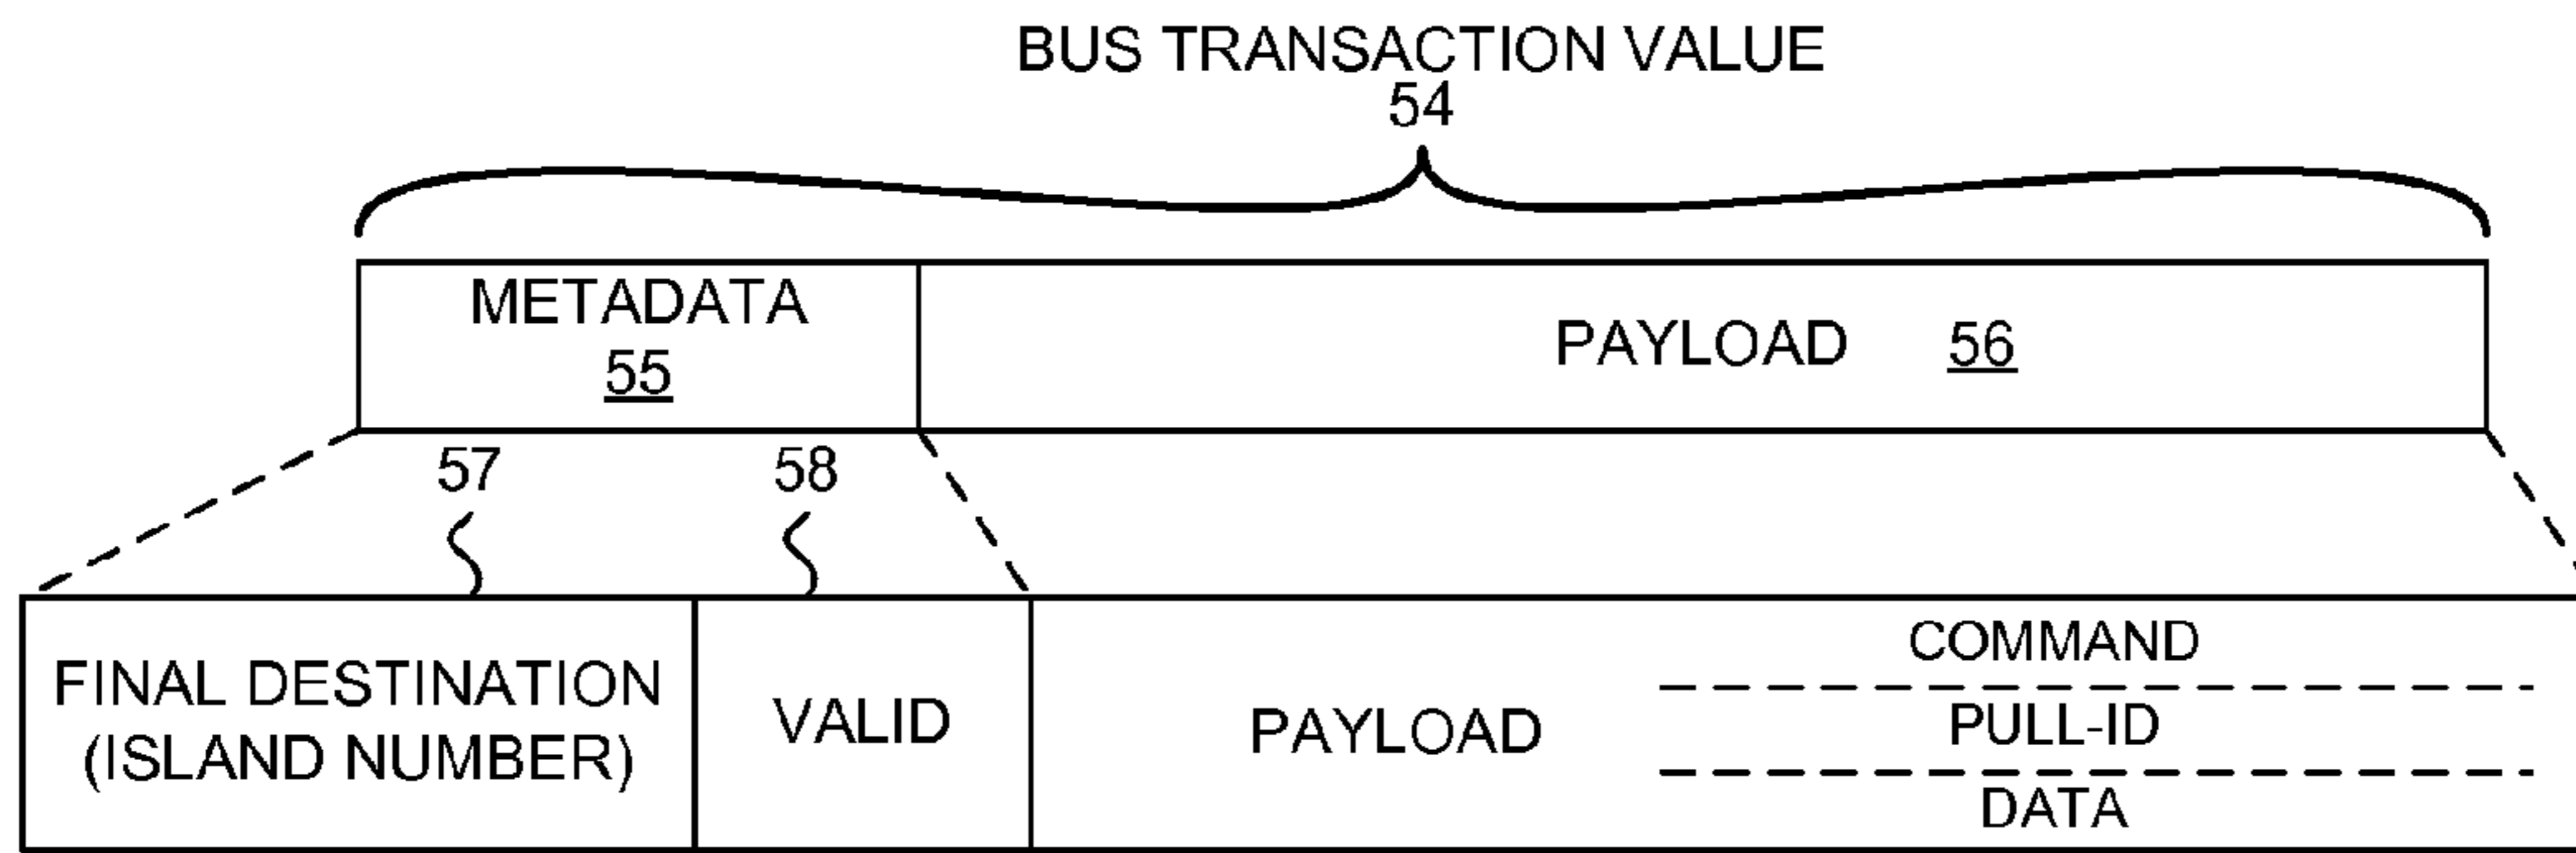 BUS TRANSACTION VALUE
54
METADATA
55
PAYLOAD 56
57 58
FINAL DESTINATION
(ISLAND NUMBER)
VALID
PAYLOAD
COMMAND
PULL-ID
DATA